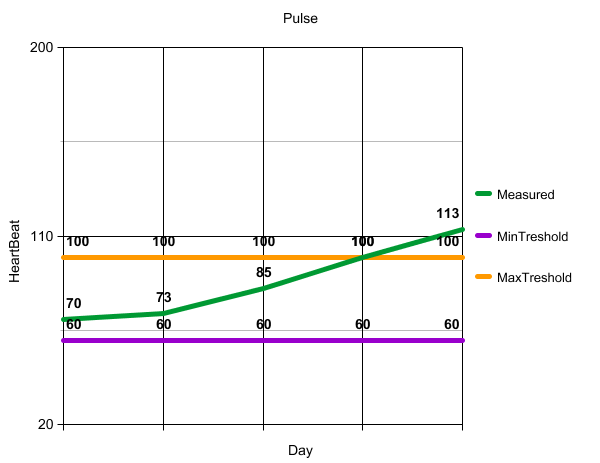 Pulse
200
Measured
113
110
MinTreshold
100 100 100 100 100
HeartBeat
85
MaxTreshold
70 73
60 60 60 60 60
20
Day